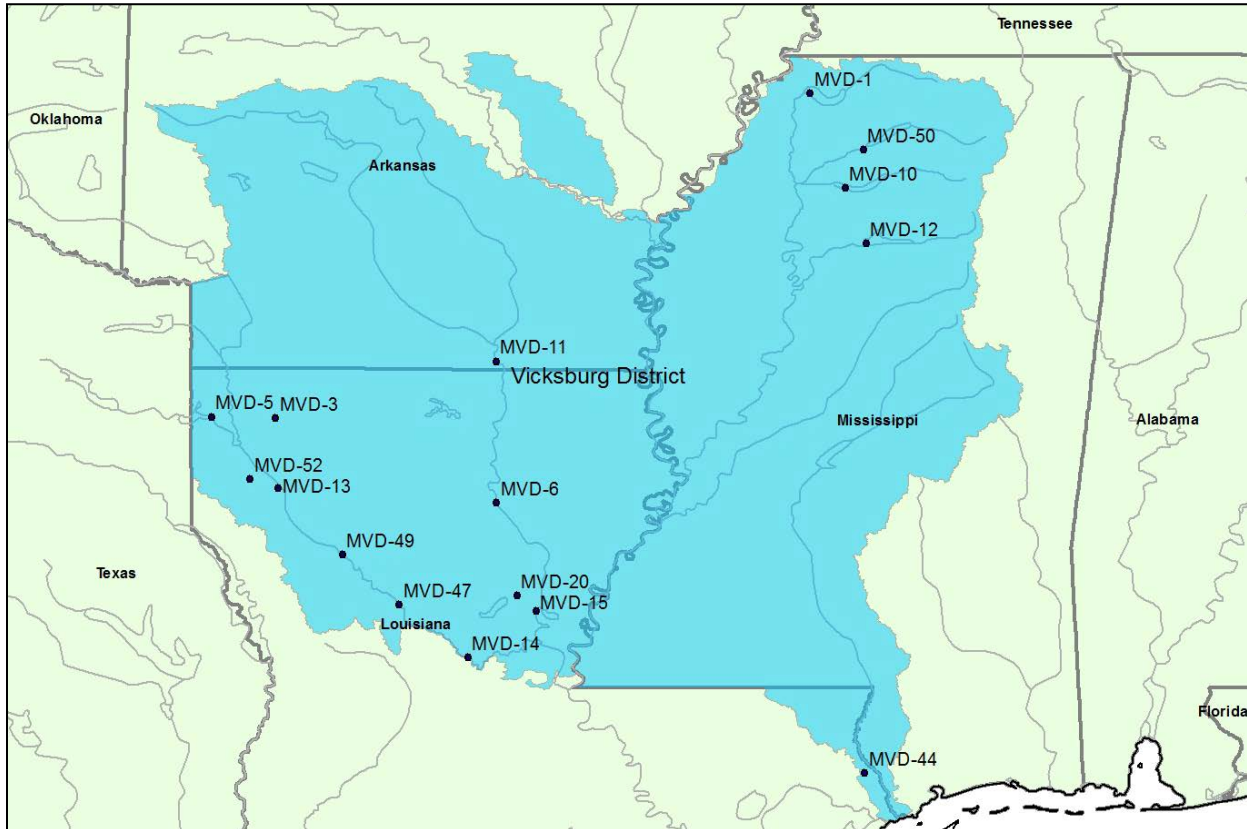 Tennessee
MVD-1
Oklahoma
MVD-50
Arkansas
MVD-10
MVD-12
MVD-11
Vicksburg District
MVD-5
MVD-3
Mississippi
Alabama
MVD-52
MVD-13
MVD-6
MVD-49
Texas
MVD-20
MVD-47
MVD-15
Louisiana
MVD-14
Florida
MVD-44